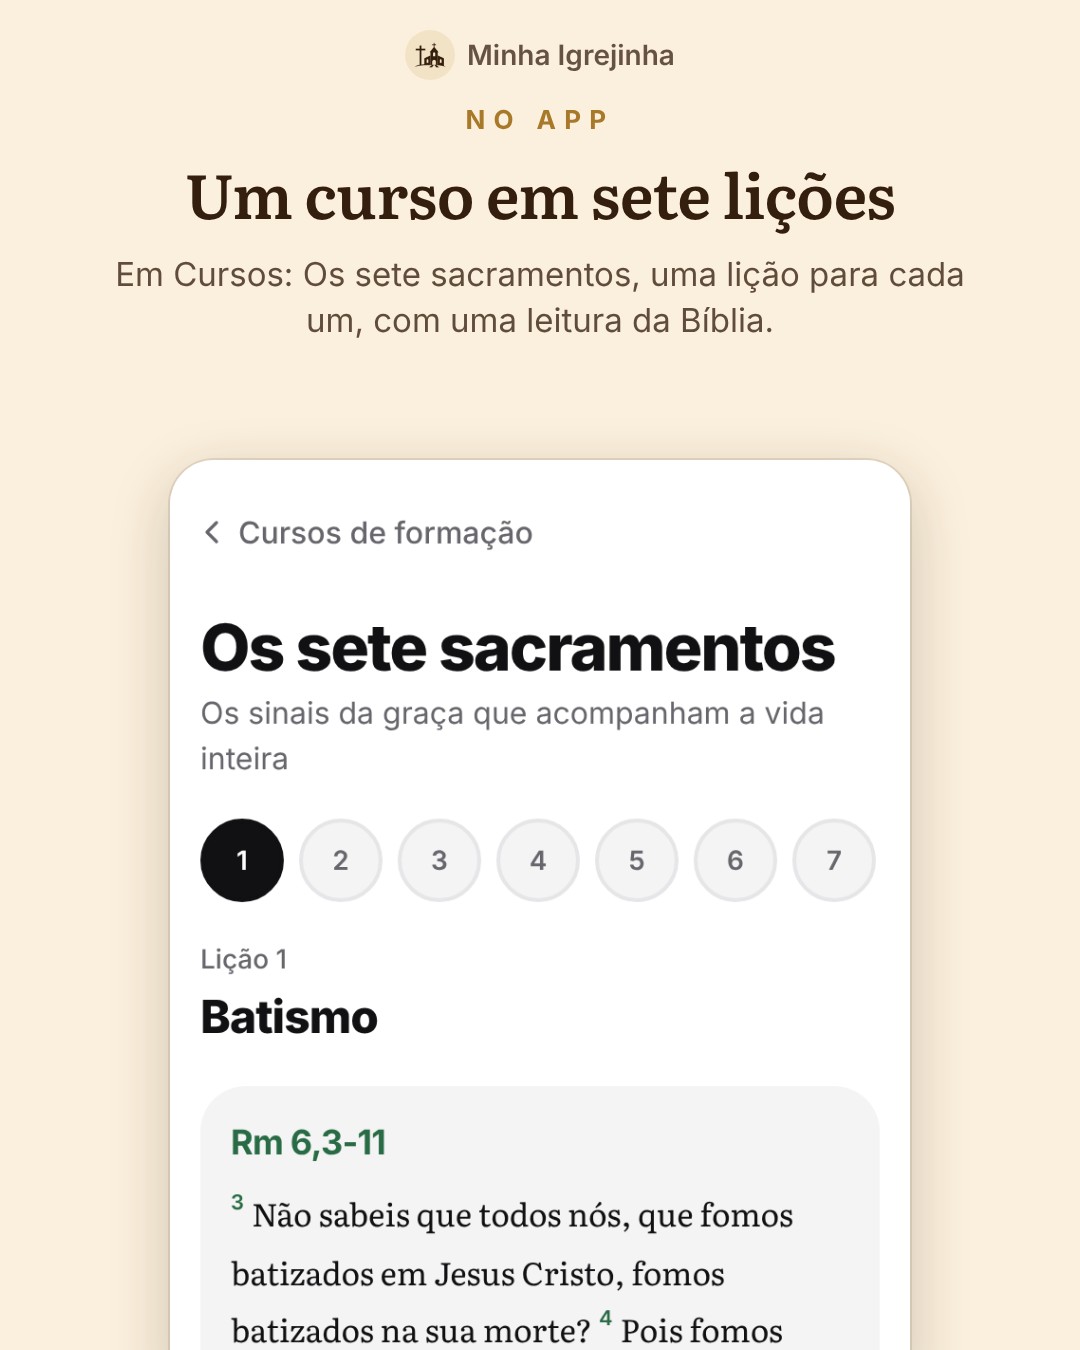 Minha Igrejinha
NO APP
Um curso em sete lições
Em Cursos: Os sete sacramentos, uma lição para cada
um, com uma leitura da Bíblia.
Cursos de formação
Os sete sacramentos
Os sinais da graça que acompanham a vida
inteira
1 2 3 4 5 6 7
Lição 1
Batismo
Rm 6,3-11
3 Não sabeis que todos nós, que fomos
batizados em Jesus Cristo, fomos
batizados na sua morte? 4 Pois fomos